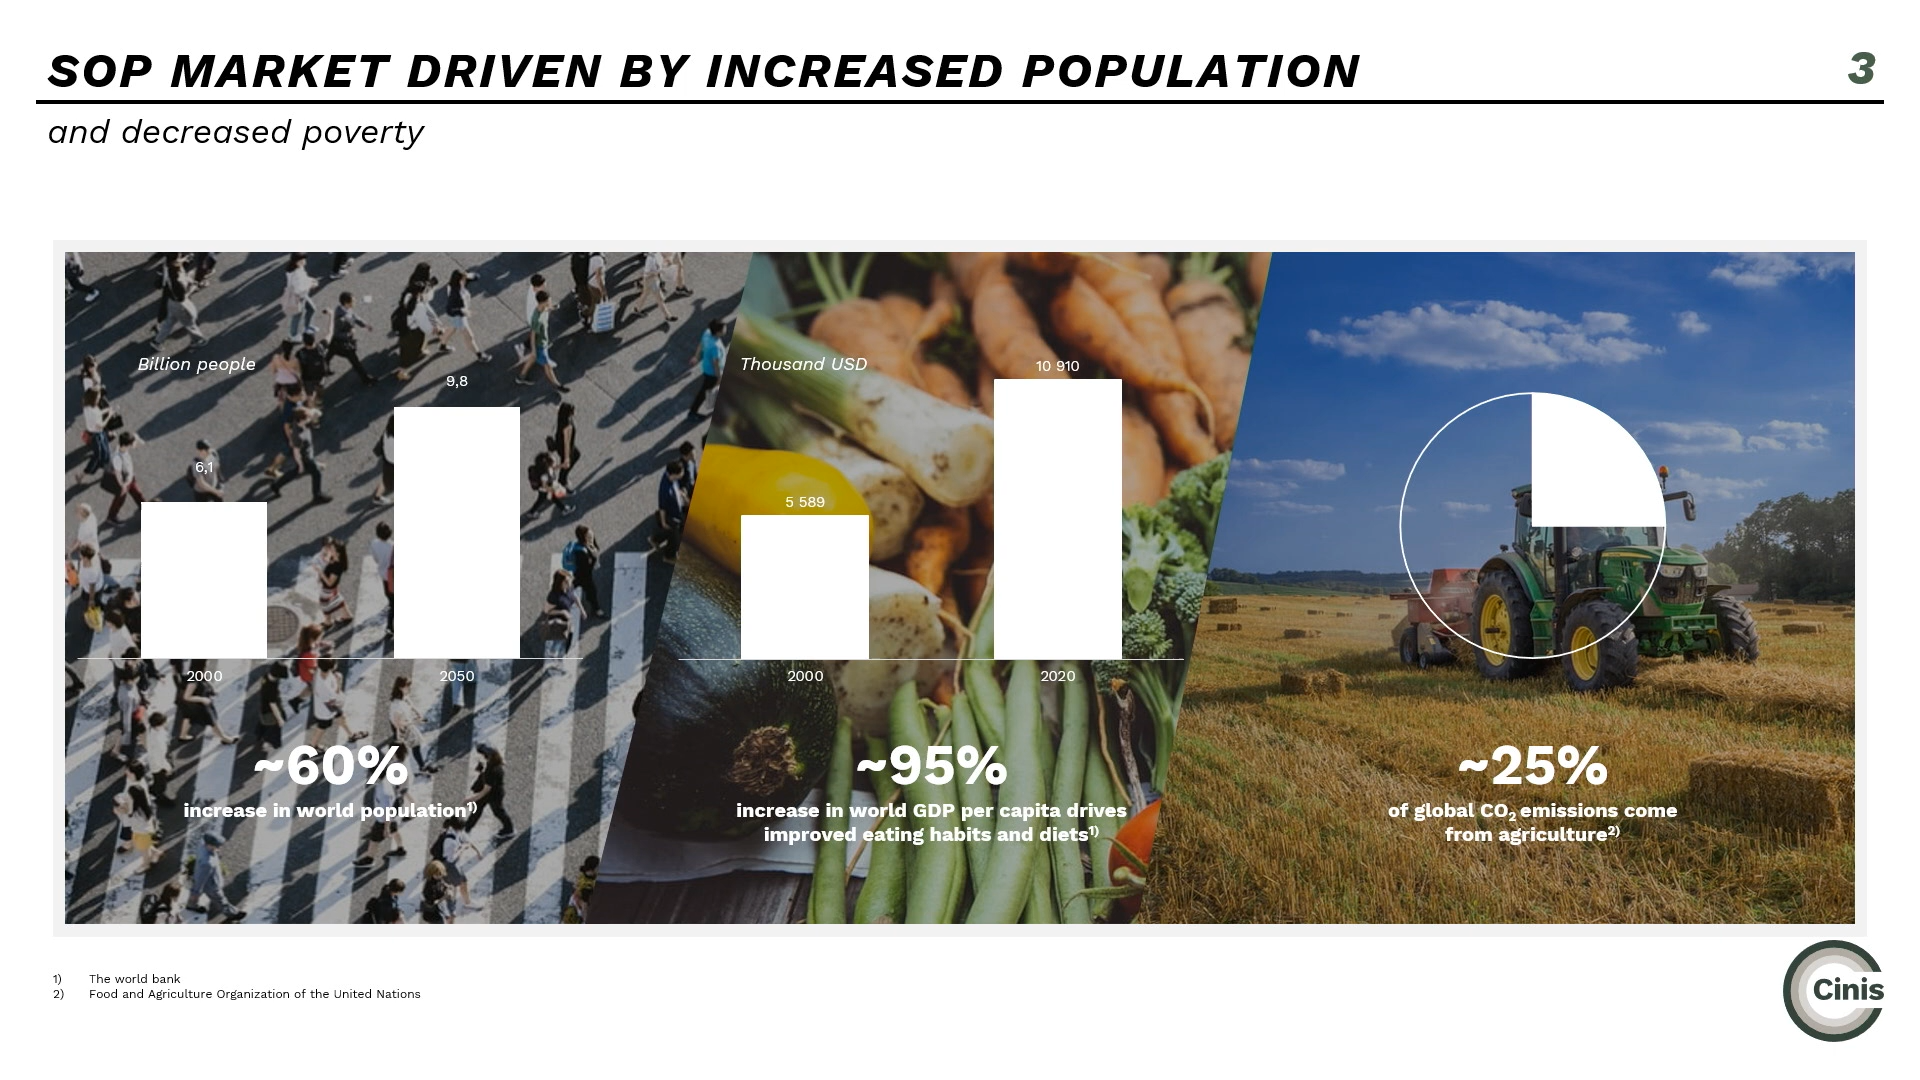 SOP MARKET DRIVEN BY INCREASED POPULATION
3
and decreased poverty
Billion people
6,1
9,8
2000
2050
~60%
increase in world population1)
Thousand USD
5 589
10 910
2000
2020
~95%
increase in world GDP per capita drives
improved eating habits and diets1)
~25%
of global CO2 emissions come
from agriculture2)
1) The world bank
2) Food and Agriculture Organization of the United Nations
Cinis